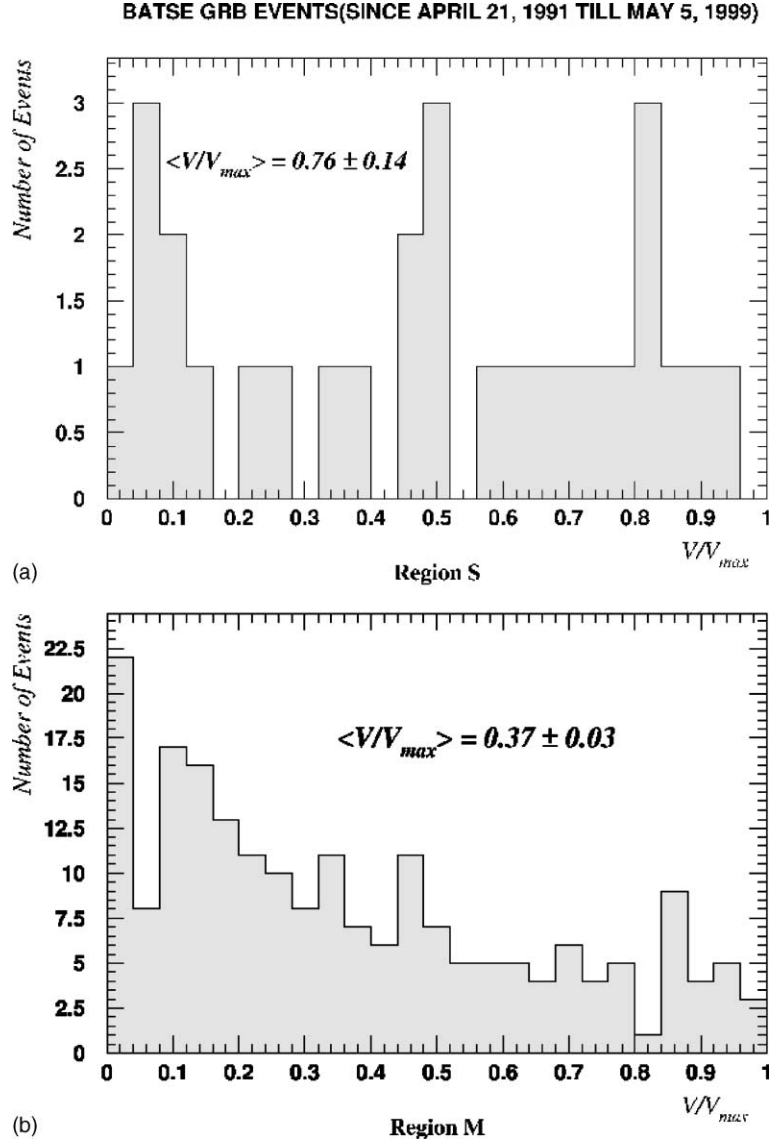 BATSE GRB EVENTS(SINCE APRIL 21, 1991 TILL MAY 5, 1999)
Number of Events
3
2.5
2
1.5
1
0.5
0
<V/Vmax> = 0.76 ± 0.14
0 0.1 0.2 0.3 0.4 0.5 0.6 0.7 0.8 0.9 1
V/Vmax
(a)
Region S
Number of Events
22.5
20
17.5
15
12.5
10
7.5
5
2.5
0
<V/Vmax> = 0.37 ± 0.03
0 0.1 0.2 0.3 0.4 0.5 0.6 0.7 0.8 0.9 1
V/Vmax
(b)
Region M